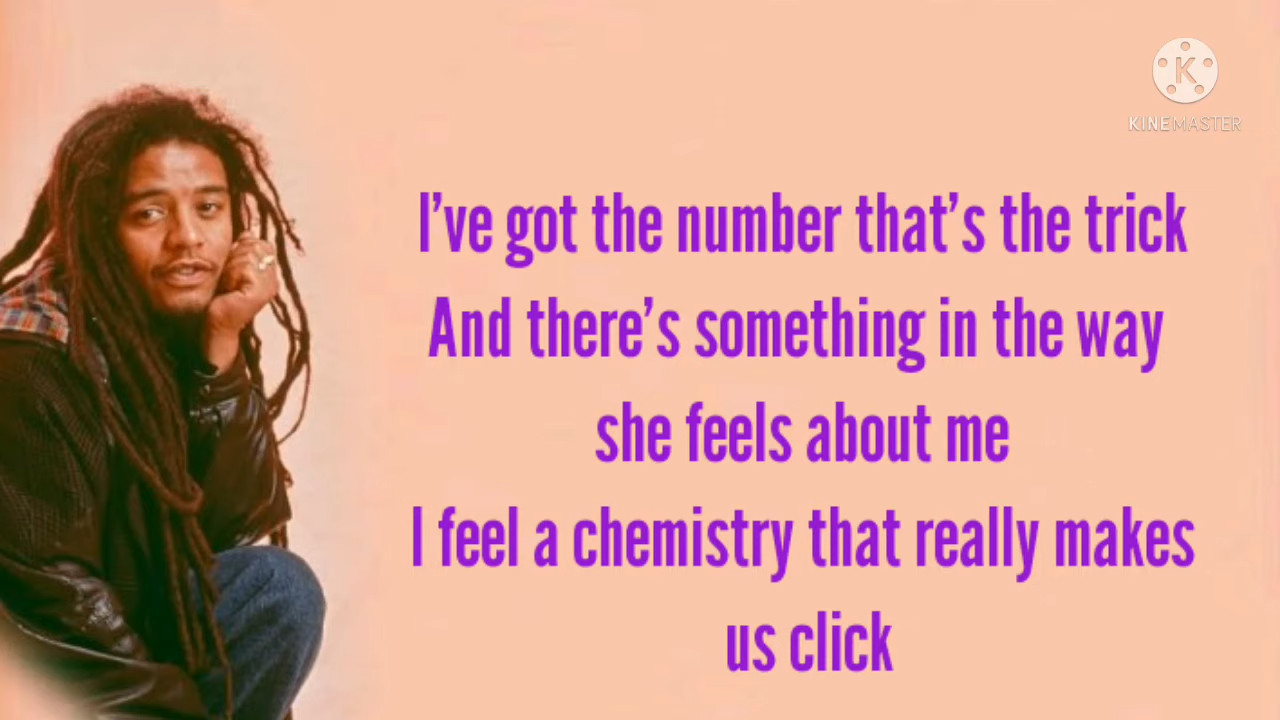 KINEMASTER
I've got the number that's the trick
And there's something in the way
she feels about me
I feel a chemistry that really makes
us click